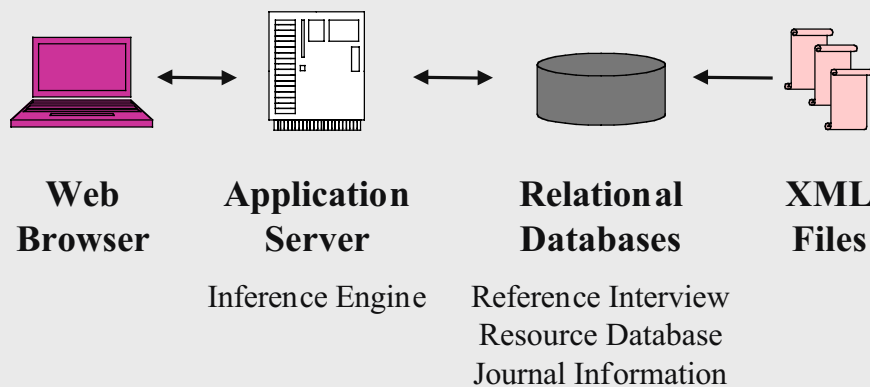 Web
Browser
Application
Server
Inference Engine
Relational
Databases
Reference Interview
Resource Database
Journal Information
XML
Files